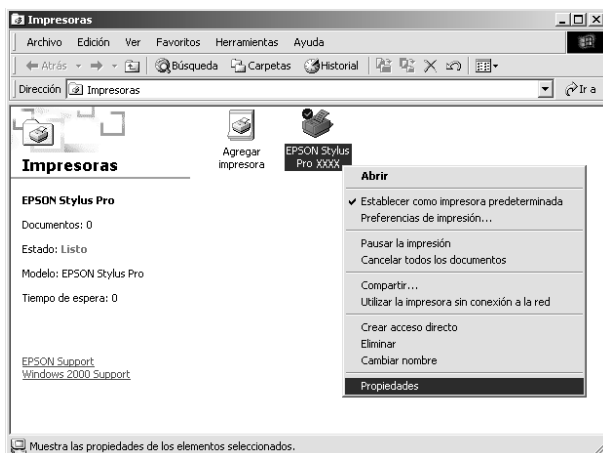 Impresoras
Archivo Edición Ver Favoritos Herramientas Ayuda
Atrás Búsqueda Carpetas Historial
Dirección Impresoras Ir a
Impresoras
EPSON Stylus Pro
Documentos: 0
Estado: Listo
Modelo: EPSON Stylus Pro
Tiempo de espera: 0
EPSON Support
Windows 2000 Support
Agregar
impresora
EPSON Stylus
Pro XXXX
Abrir
Establecer como impresora predeterminada
Preferencias de impresión...
Pausar la impresión
Cancelar todos los documentos
Compartir...
Utilizar la impresora sin conexión a la red
Crear acceso directo
Eliminar
Cambiar nombre
Propiedades
Muestra las propiedades de los elementos seleccionados.